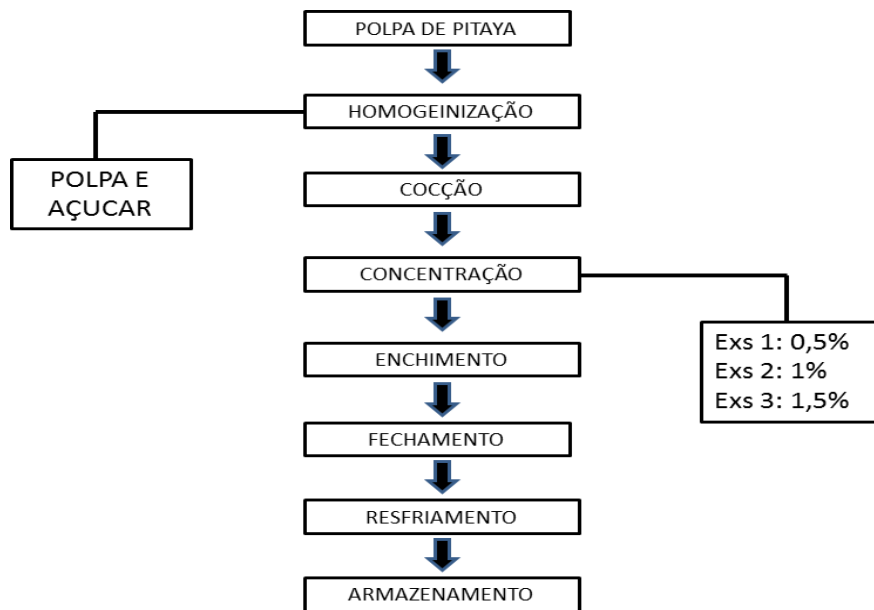 POLPA DE PITAYA
HOMOGEINIZAÇÃO
POLPA E
AÇUCAR
COCÇÃO
CONCENTRAÇÃO
Exs 1: 0,5%
Exs 2: 1%
Exs 3: 1,5%
ENCHIMENTO
FECHAMENTO
RESFRIAMENTO
ARMAZENAMENTO